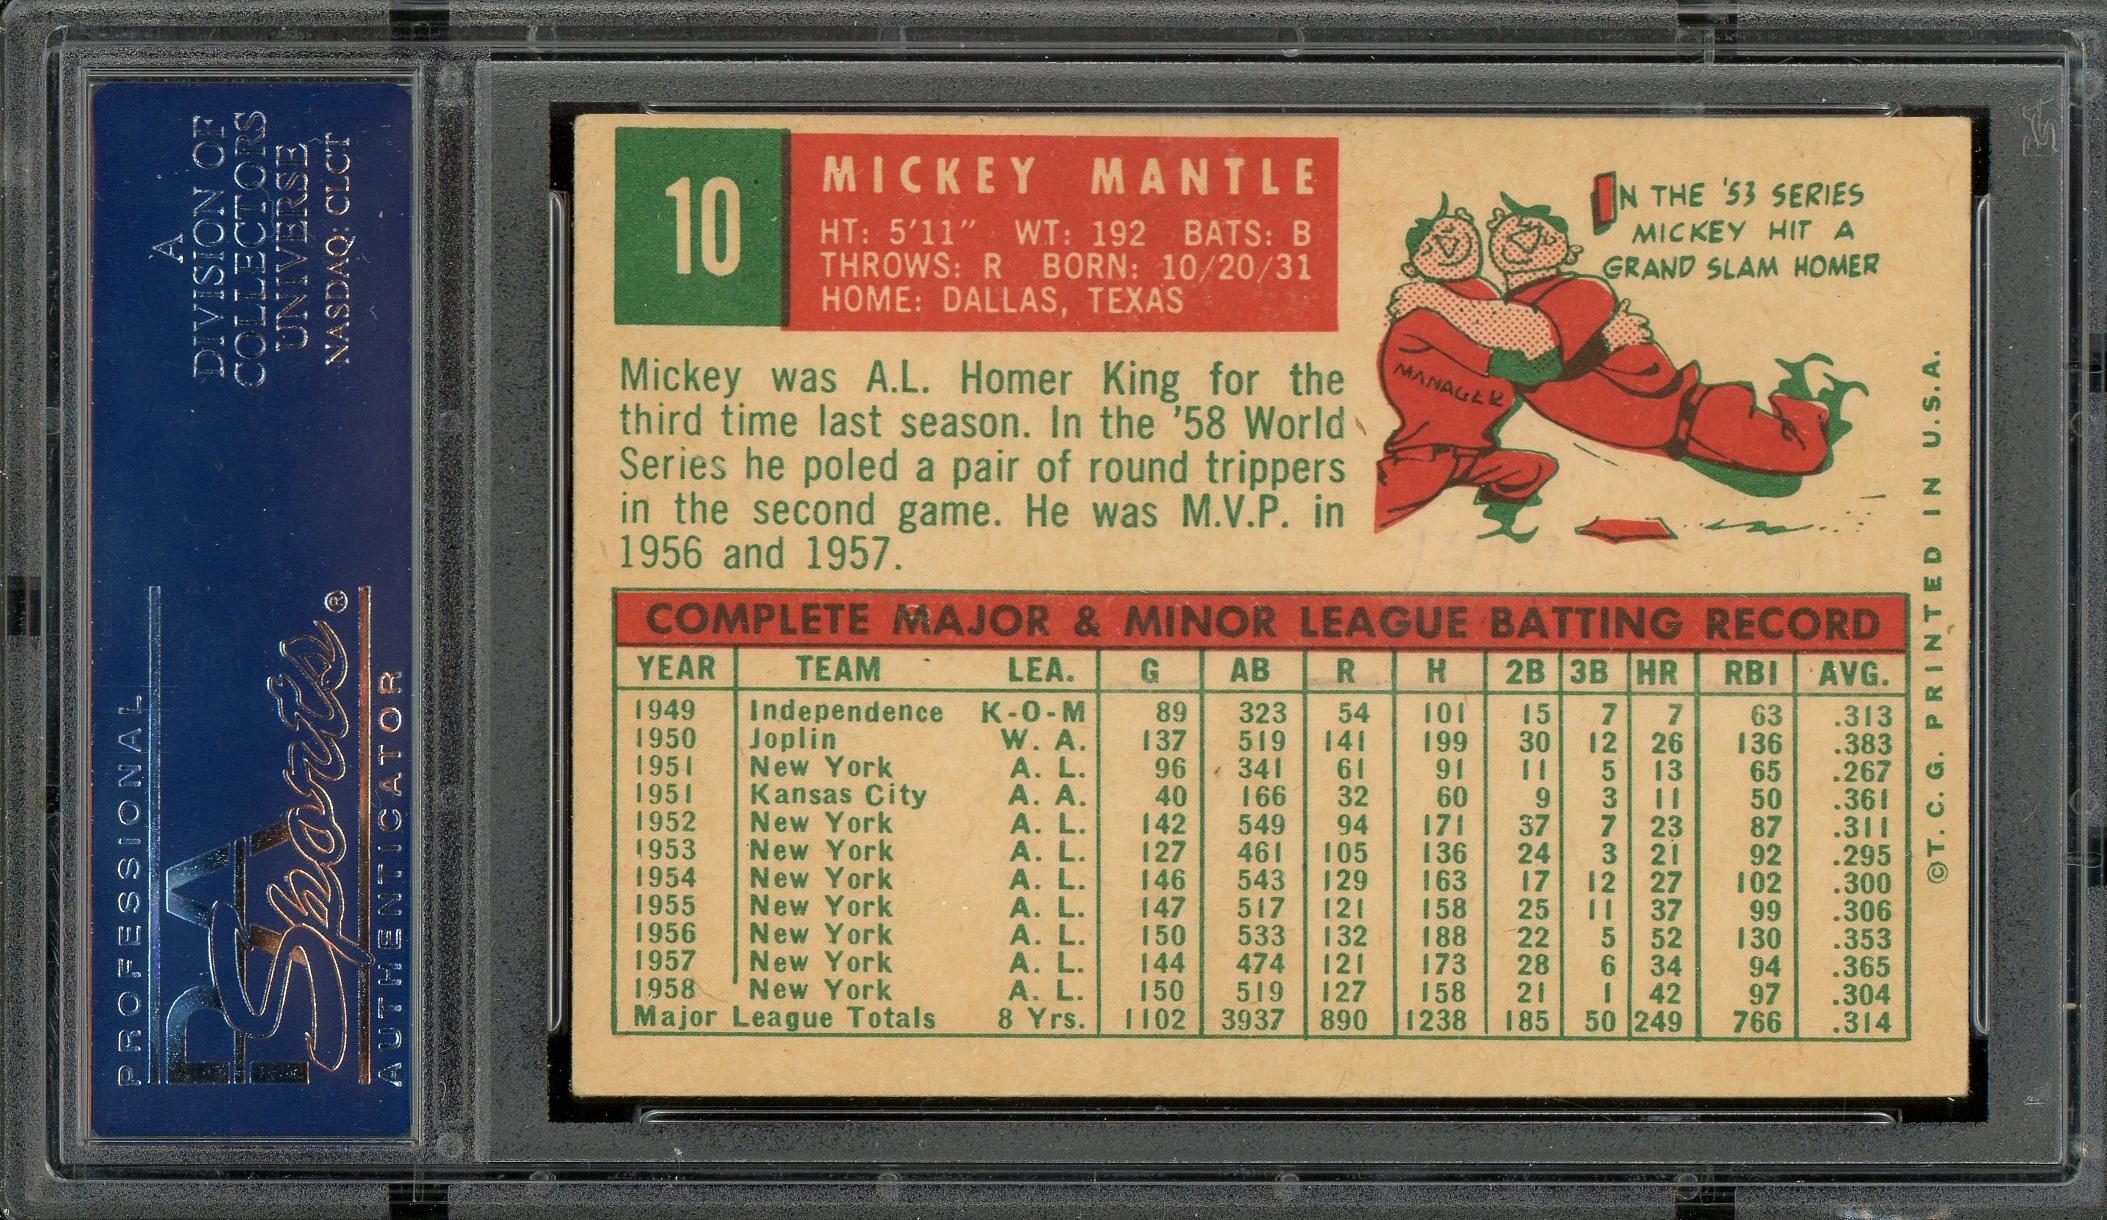 A
DIVISION OF
COLLECTORS
UNIVERSE
NASDAQ: CLCT
PROFESSIONAL
PSA
Sports®
AUTHENTICATOR
10
MICKEY MANTLE
HT: 5'11" WT: 192 BATS: B
THROWS: R BORN: 10/20/31
HOME: DALLAS, TEXAS
IN THE '53 SERIES
MICKEY HIT A
GRAND SLAM HOMER
MANAGER
Mickey was A.L. Homer King for the
third time last season. In the '58 World
Series he poled a pair of round trippers
in the second game. He was M.V.P. in
1956 and 1957.
COMPLETE MAJOR & MINOR LEAGUE BATTING RECORD
YEAR TEAM LEA. G AB R H 2B 3B HR RBI AVG.
1949 Independence K-O-M 89 323 54 101 15 7 7 63 .313
1950 Joplin W. A. 137 519 141 199 30 12 26 136 .383
1951 New York A. L. 96 341 61 91 11 5 13 65 .267
1951 Kansas City A. A. 40 166 32 60 9 3 11 50 .361
1952 New York A. L. 142 549 94 171 37 7 23 87 .311
1953 New York A. L. 127 461 105 136 24 3 21 92 .295
1954 New York A. L. 146 543 129 163 17 12 27 102 .300
1955 New York A. L. 147 517 121 158 25 11 37 99 .306
1956 New York A. L. 150 533 132 188 22 5 52 130 .353
1957 New York A. L. 144 474 121 173 28 6 34 94 .365
1958 New York A. L. 150 519 127 158 21 1 42 97 .304
Major League Totals 8 Yrs. 1102 3937 890 1238 185 50 249 766 .314
©T. C. G. PRINTED IN U.S.A.